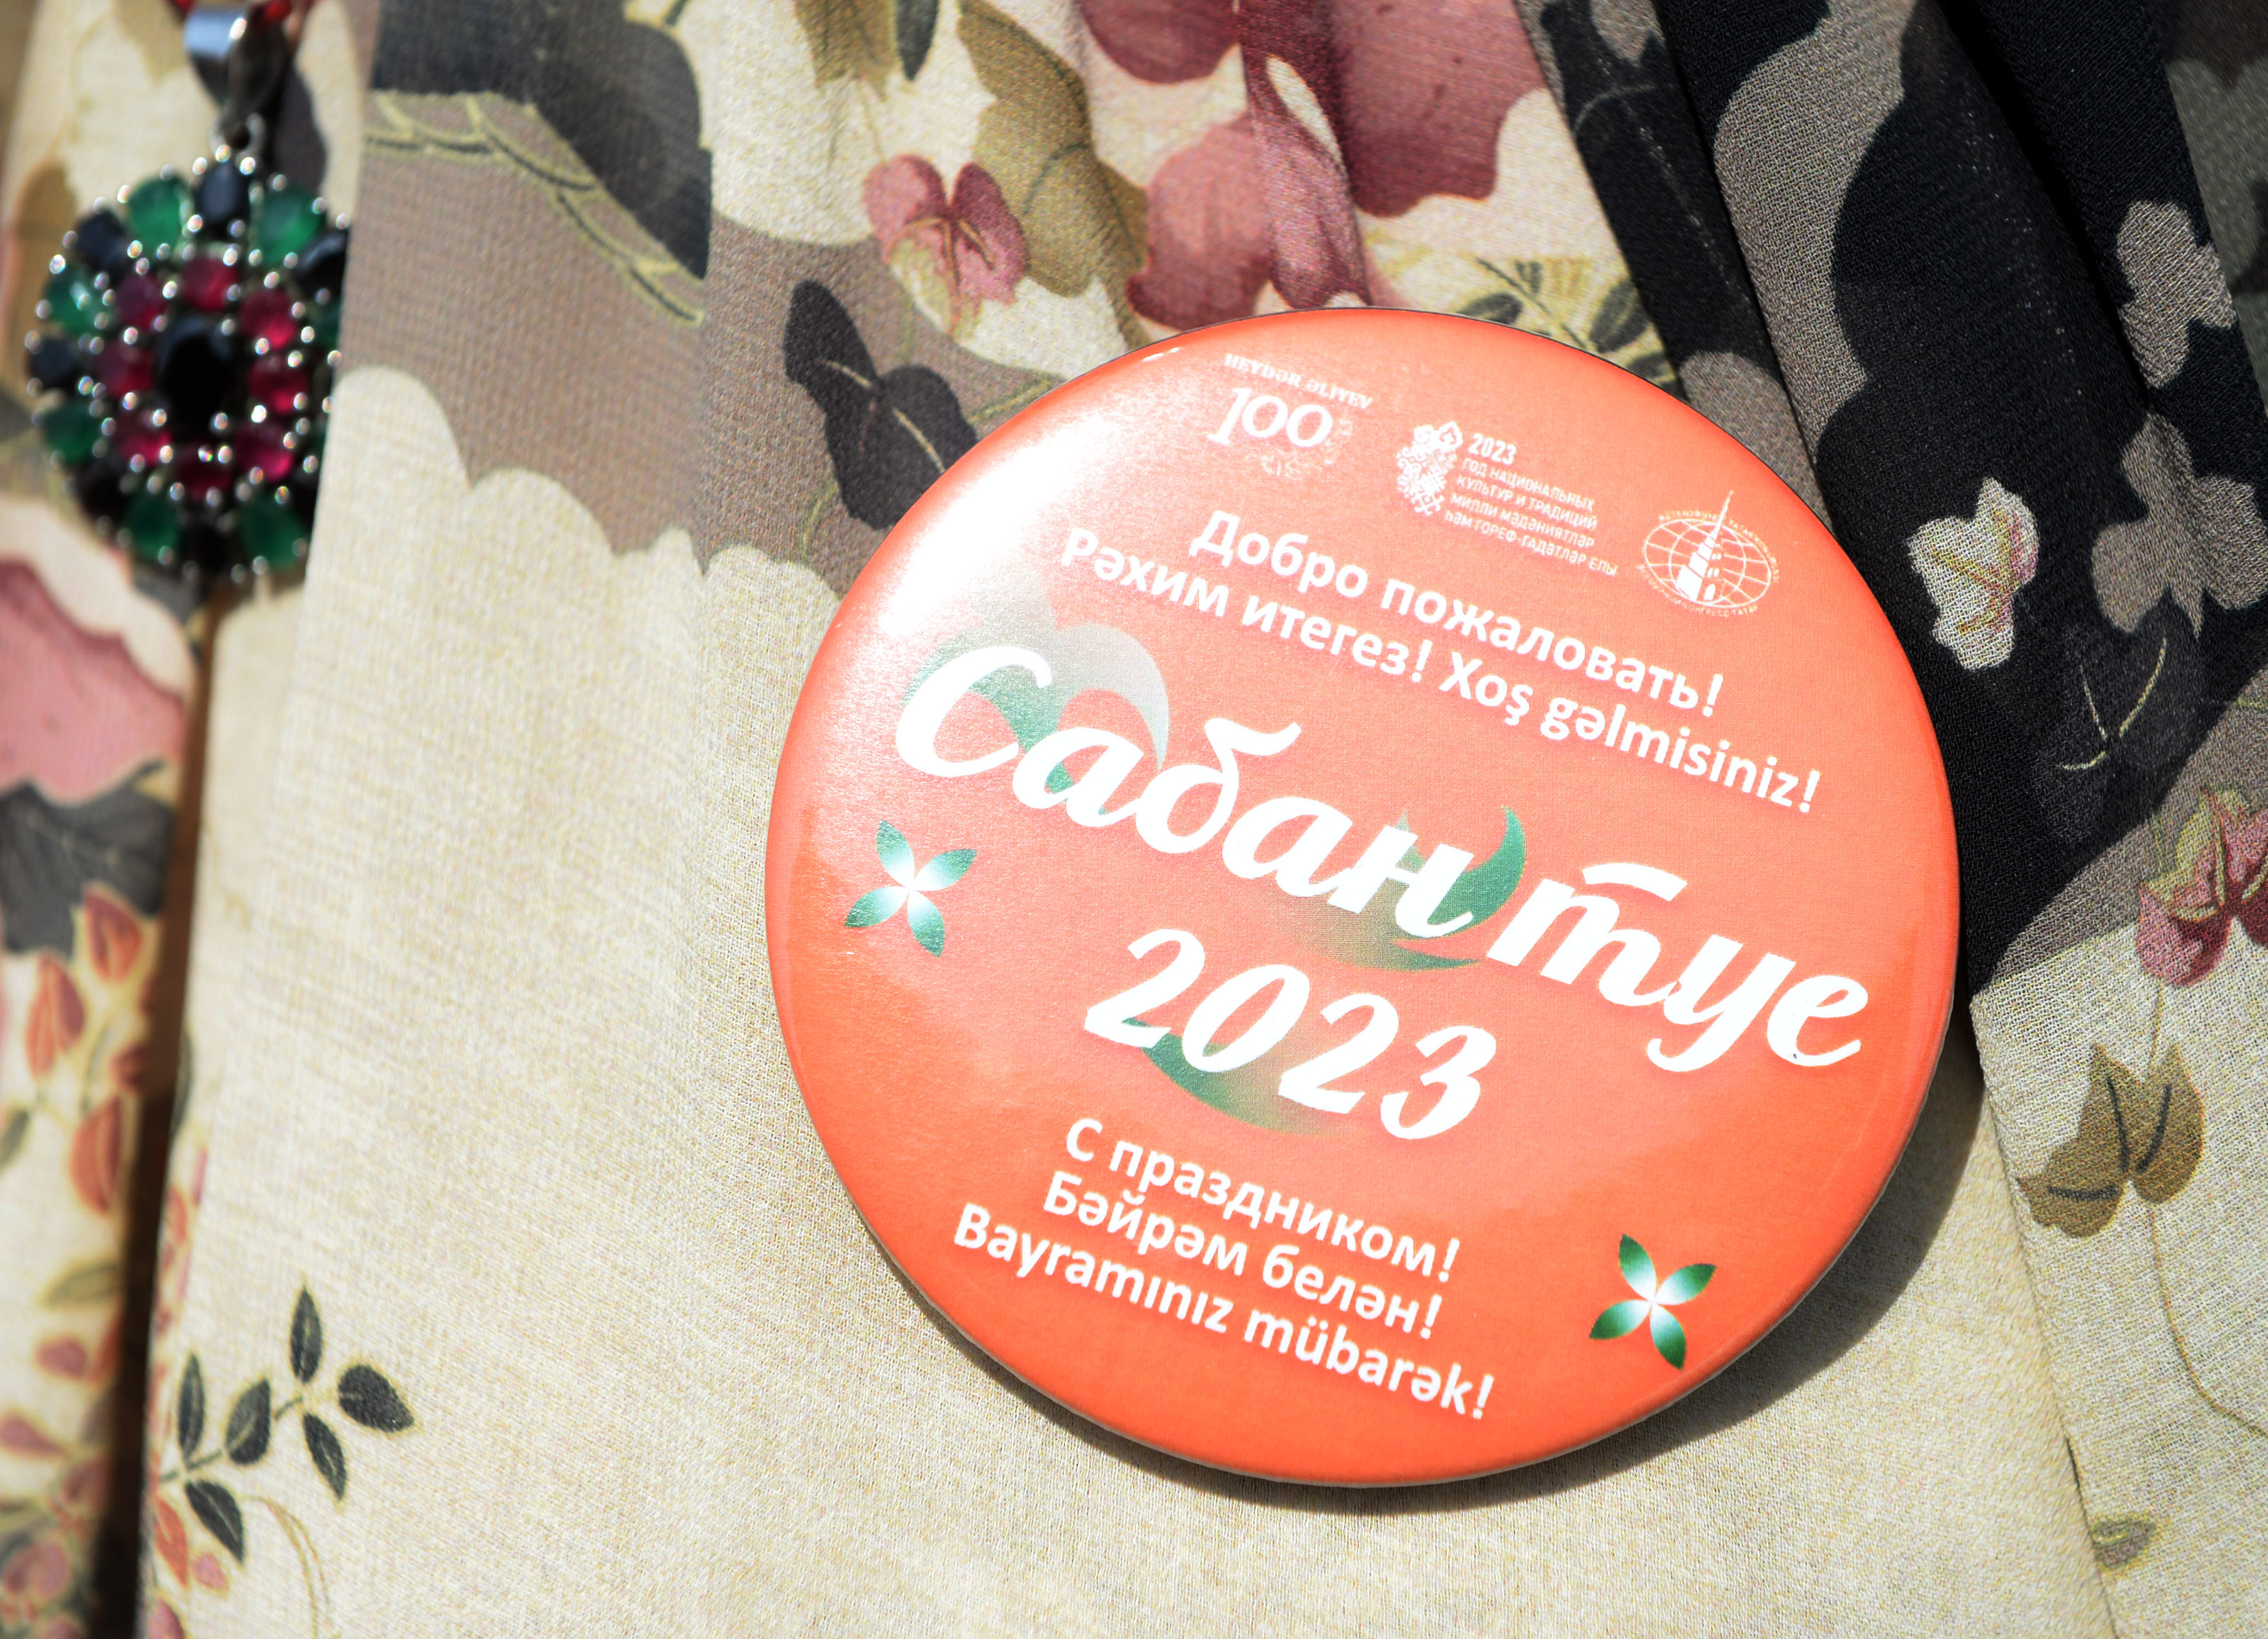 HEYDƏR ƏLİYEV
100
2023
ГОД НАЦИОНАЛЬНЫХ
КУЛЬТУР И ТРАДИЦИЙ
МИЛЛИ МӘДӘНИЯТЛӘР
ҺӘМ ГОРЕФ-ГАДӘТЛӘР ЕЛЫ
Добро пожаловать!
Рәхим итегез! Xoş gəlmisiniz!
Сабантуе
2023
С праздником!
Бәйрәм белән!
Bayramınız mübarək!